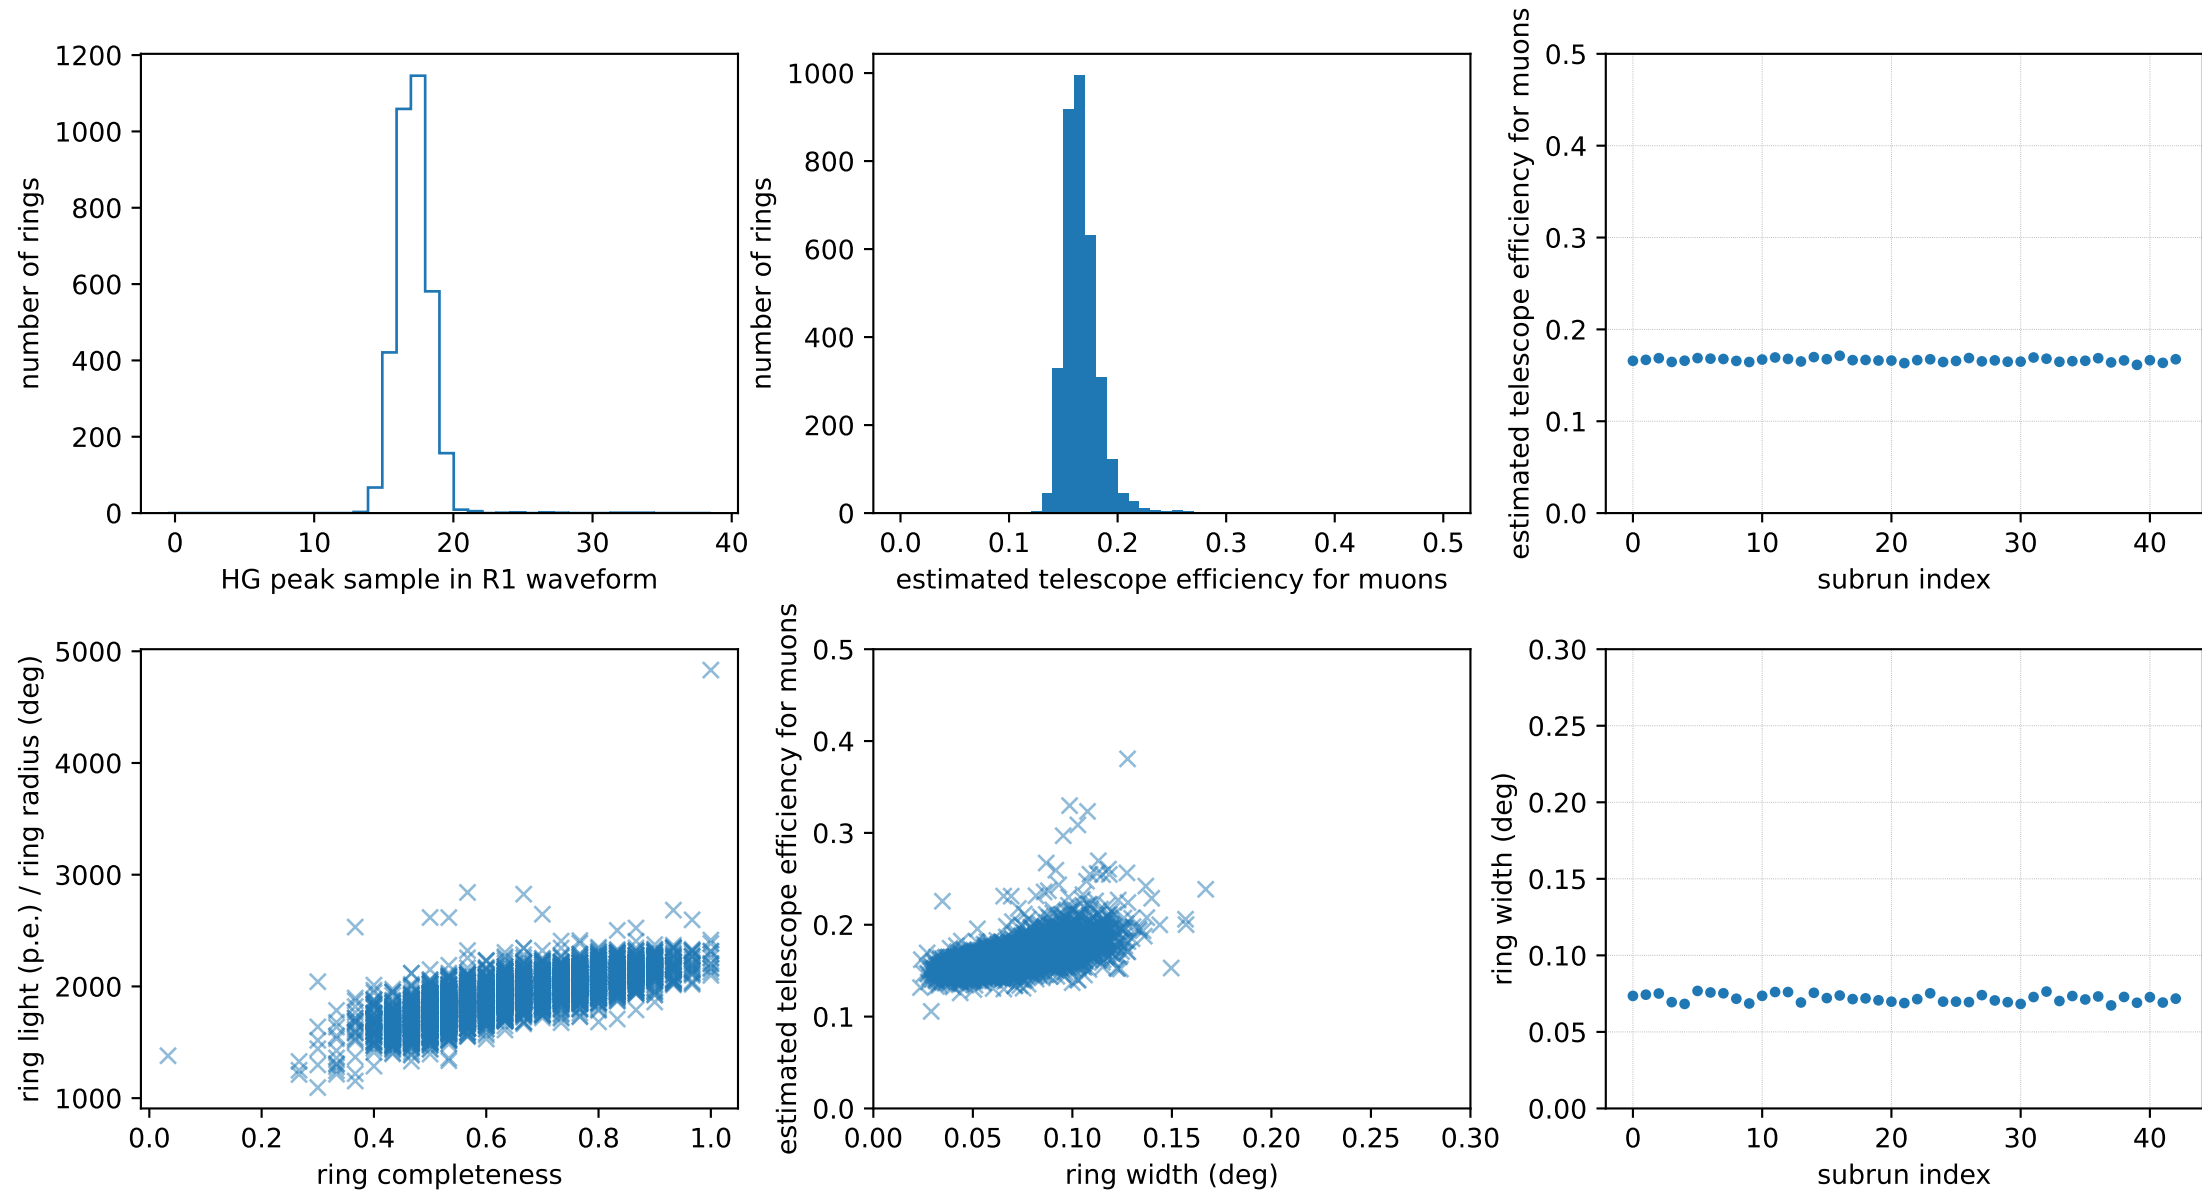 1200
1000
800
600
400
200
0
number of rings
0 10 20 30 40
HG peak sample in R1 waveform
1000
800
600
400
200
0
number of rings
0.0 0.1 0.2 0.3 0.4 0.5
estimated telescope efficiency for muons
0.5
0.4
0.3
0.2
0.1
0.0
estimated telescope efficiency for muons
0 10 20 30 40
subrun index
5000
4000
3000
2000
1000
ring light (p.e.) / ring radius (deg)
0.0 0.2 0.4 0.6 0.8 1.0
ring completeness
0.5
0.4
0.3
0.2
0.1
0.0
estimated telescope efficiency for muons
0.00 0.05 0.10 0.15 0.20 0.25 0.30
ring width (deg)
0.30
0.25
0.20
0.15
0.10
0.05
0.00
ring width (deg)
0 10 20 30 40
subrun index